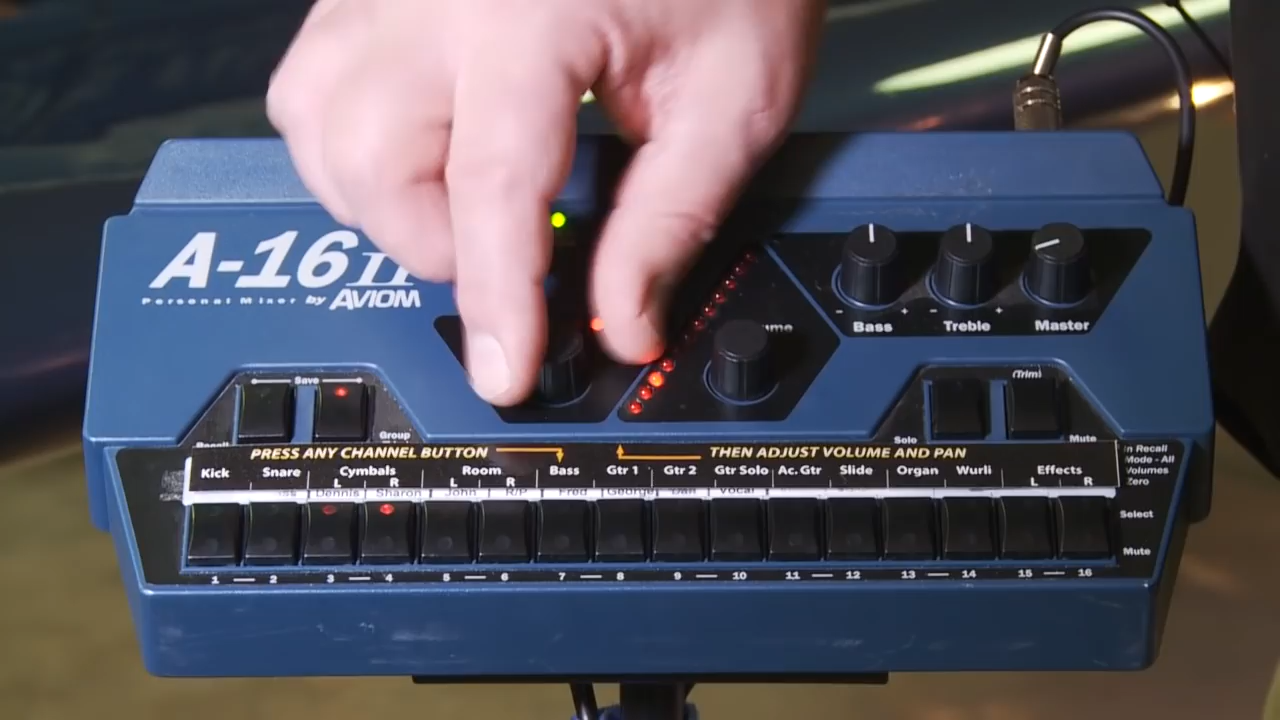 A-16 II
Personal Mixer by AVIOM
Bass
Treble
Master
Save
(Trim)
Group
Solo
Mute
PRESS ANY CHANNEL BUTTON
THEN ADJUST VOLUME AND PAN
In Recall
Mode - All
Volumes
Zero
Kick Snare Cymbals Room Bass Gtr 1 Gtr 2 Gtr Solo Ac.Gtr Slide Organ Wurli Effects
L R L R L R
Dennis Sharon John R/P Fred George Vocal
Select
Mute
1 — 2 3 — 4 5 — 6 7 — 8 9 — 10 11 — 12 13 — 14 15 — 16